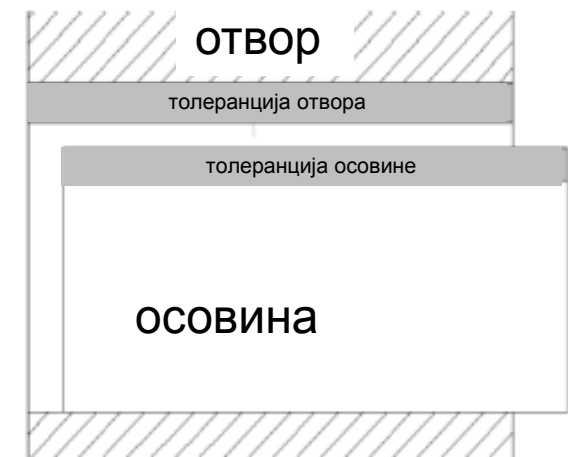 отвор
толеранција отвора
толеранција осовине
осовина